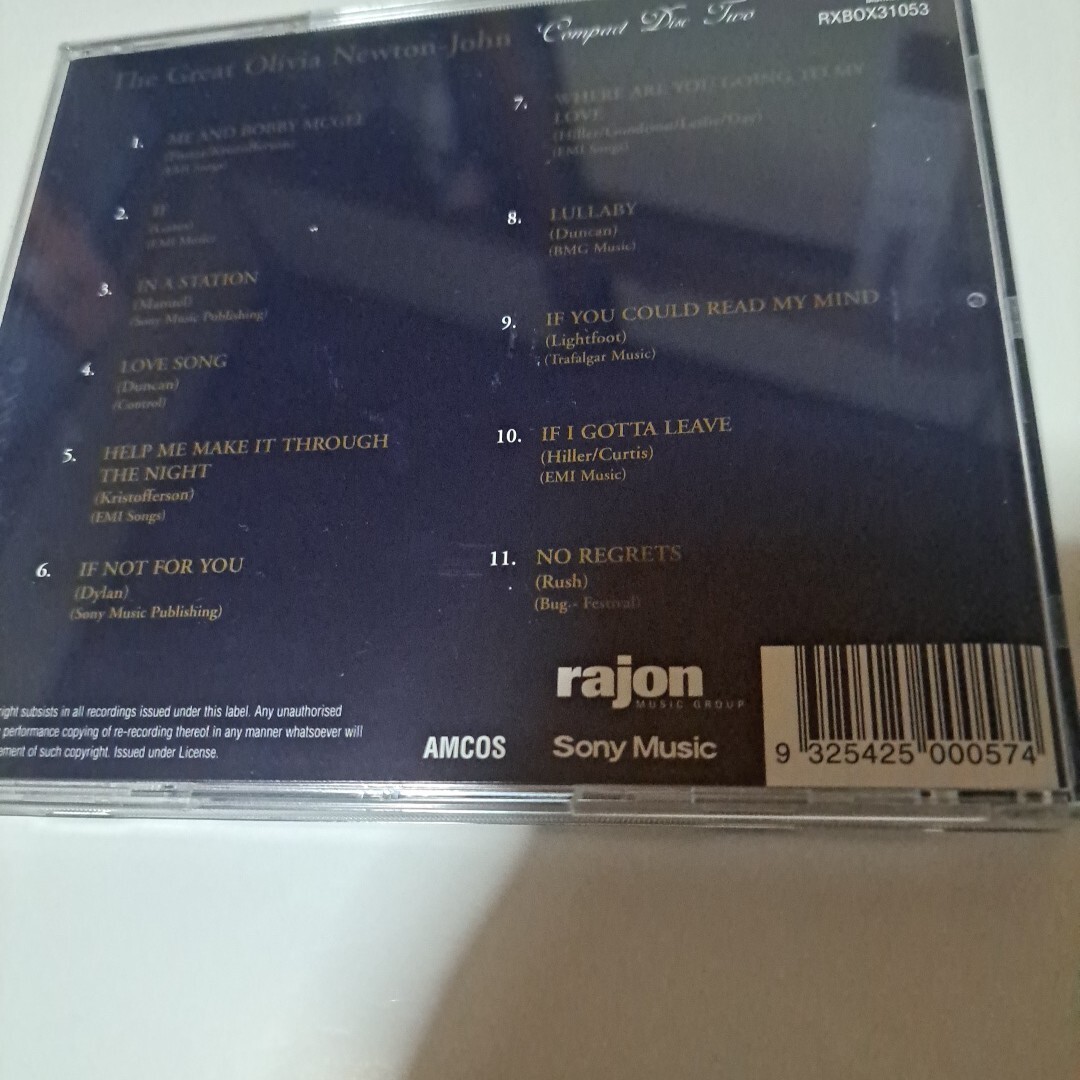 The Great Olivia Newton-John
Compact Disc Two
RXBOX31053
1. ME AND BOBBY MCGEE
(EMI Songs)
2. IF
(Gates)
(EMI Music)
3. IN A STATION
(Manuel)
(Sony Music Publishing)
4. LOVE SONG
(Duncan)
(Control)
5. HELP ME MAKE IT THROUGH
THE NIGHT
(Kristofferson)
(EMI Songs)
6. IF NOT FOR YOU
(Dylan)
(Sony Music Publishing)
7. WHERE ARE YOU GOING TO MY
LOVE
(EMI Songs)
8. LULLABY
(Duncan)
(BMG Music)
9. IF YOU COULD READ MY MIND
(Lightfoot)
(Trafalgar Music)
10. IF I GOTTA LEAVE
(Hiller/Curtis)
(EMI Music)
11. NO REGRETS
(Rush)
(Bug - Festival)
right subsists in all recordings issued under this label. Any unauthorised
performance copying of re-recording thereof in any manner whatsoever will
ement of such copyright. Issued under License.
AMCOS
rajon
MUSIC GROUP
Sony Music
9 325425 000574